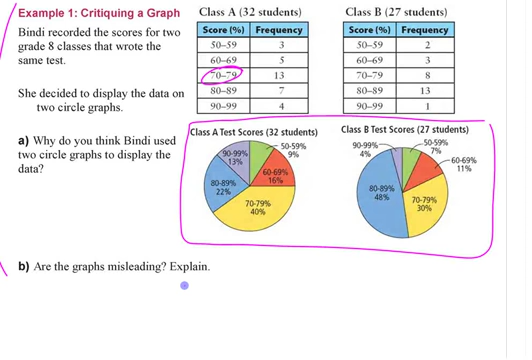 Example 1: Critiquing a Graph
Bindi recorded the scores for two
grade 8 classes that wrote the
same test.
She decided to display the data on
two circle graphs.
a) Why do you think Bindi used
two circle graphs to display the
data?
b) Are the graphs misleading? Explain.
Class A (32 students)
Score (%) Frequency
50–59 3
60–69 5
70–79 13
80–89 7
90–99 4
Class B (27 students)
Score (%) Frequency
50–59 2
60–69 3
70–79 8
80–89 13
90–99 1
Class A Test Scores (32 students)
50-59%
9%
60-69%
16%
70-79%
40%
80-89%
22%
90-99%
13%
Class B Test Scores (27 students)
50-59%
7%
60-69%
11%
70-79%
30%
80-89%
48%
90-99%
4%